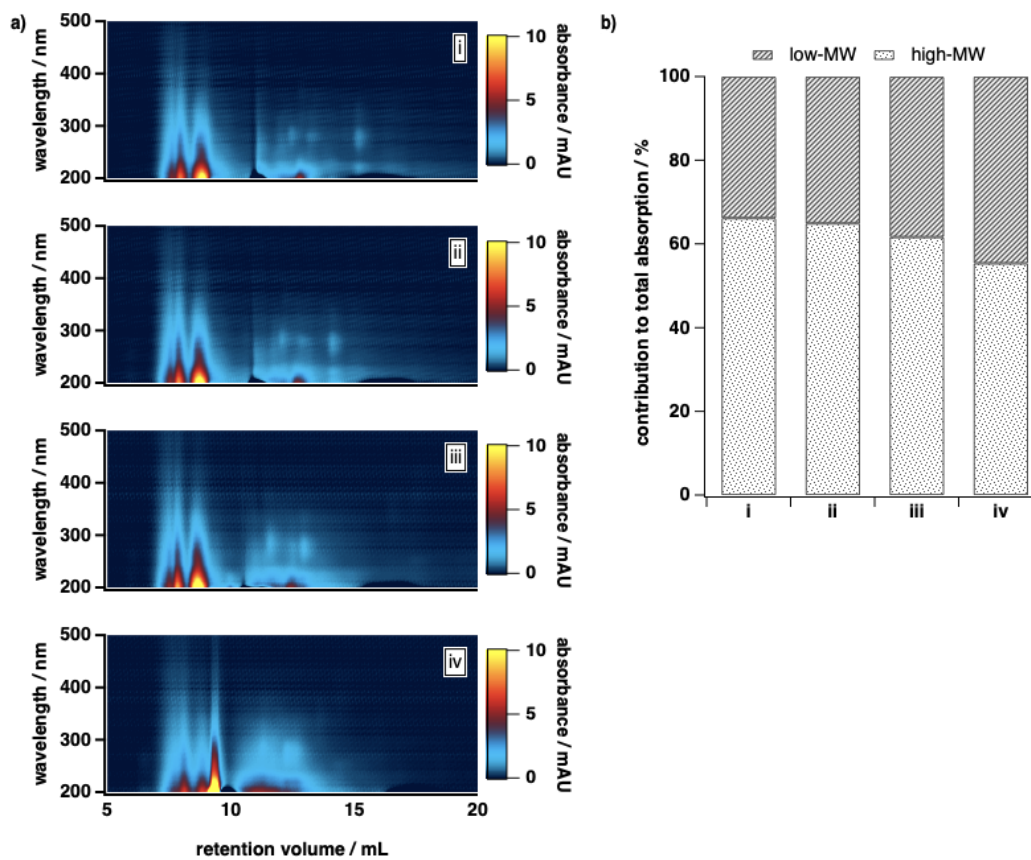 a)
500
400
300
200
wavelength / nm
i
10
5
0
absorbance / mAU
500
400
300
200
wavelength / nm
ii
10
5
0
absorbance / mAU
500
400
300
200
wavelength / nm
iii
10
5
0
absorbance / mAU
500
400
300
200
wavelength / nm
iv
10
5
0
absorbance / mAU
5 10 15 20
retention volume / mL
b)
low-MW high-MW
100
80
60
40
20
0
contribution to total absorption / %
i ii iii iv